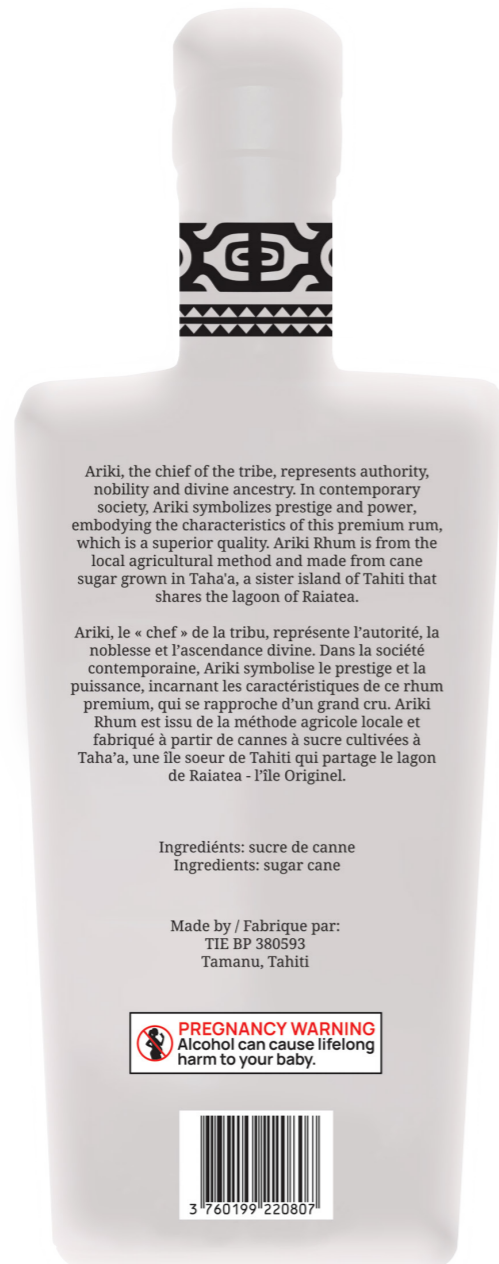 Ariki, the chief of the tribe, represents authority,
nobility and divine ancestry. In contemporary
society, Ariki symbolizes prestige and power,
embodying the characteristics of this premium rum,
which is a superior quality. Ariki Rhum is from the
local agricultural method and made from cane
sugar grown in Taha'a, a sister island of Tahiti that
shares the lagoon of Raiatea.
Ariki, le « chef » de la tribu, représente l’autorité, la
noblesse et l’ascendance divine. Dans la société
contemporaine, Ariki symbolise le prestige et la
puissance, incarnant les caractéristiques de ce rhum
premium, qui se rapproche d’un grand cru. Ariki
Rhum est issu de la méthode agricole locale et
fabriqué à partir de cannes à sucre cultivées à
Taha’a, une île soeur de Tahiti qui partage le lagon
de Raiatea - l’île Originel.
Ingrediénts: sucre de canne
Ingredients: sugar cane
Made by / Fabrique par:
TIE BP 380593
Tamanu, Tahiti
PREGNANCY WARNING
Alcohol can cause lifelong
harm to your baby.
3 760199 220807